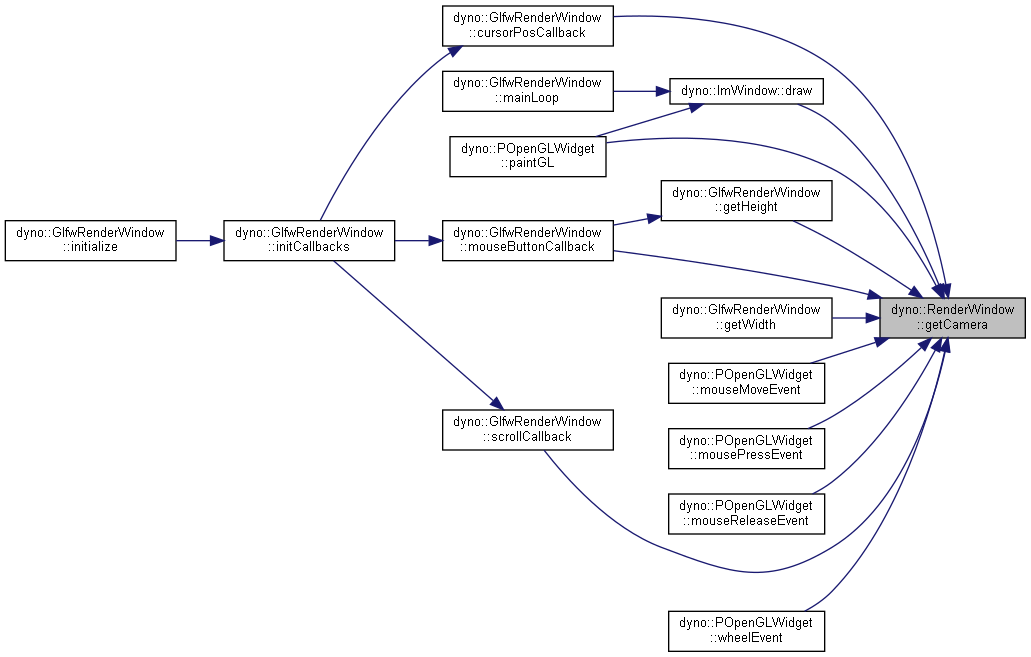 dyno::GlfwRenderWindow
::cursorPosCallback
dyno::GlfwRenderWindow
::mainLoop
dyno::ImWindow::draw
dyno::POpenGLWidget
::paintGL
dyno::GlfwRenderWindow
::getHeight
dyno::GlfwRenderWindow
::initialize
dyno::GlfwRenderWindow
::initCallbacks
dyno::GlfwRenderWindow
::mouseButtonCallback
dyno::GlfwRenderWindow
::getWidth
dyno::RenderWindow
::getCamera
dyno::POpenGLWidget
::mouseMoveEvent
dyno::GlfwRenderWindow
::scrollCallback
dyno::POpenGLWidget
::mousePressEvent
dyno::POpenGLWidget
::mouseReleaseEvent
dyno::POpenGLWidget
::wheelEvent